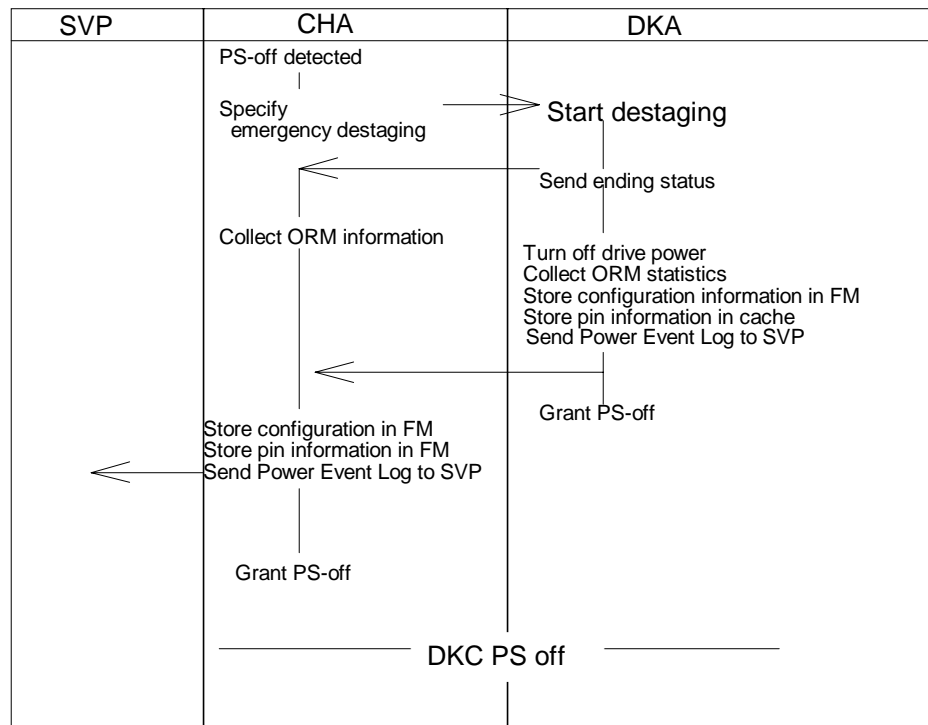 SVP
CHA
DKA
PS-off detected
Specify
emergency destaging
Start destaging
Send ending status
Collect ORM information
Turn off drive power
Collect ORM statistics
Store configuration information in FM
Store pin information in cache
Send Power Event Log to SVP
Grant PS-off
Store configuration in FM
Store pin information in FM
Send Power Event Log to SVP
Grant PS-off
DKC PS off